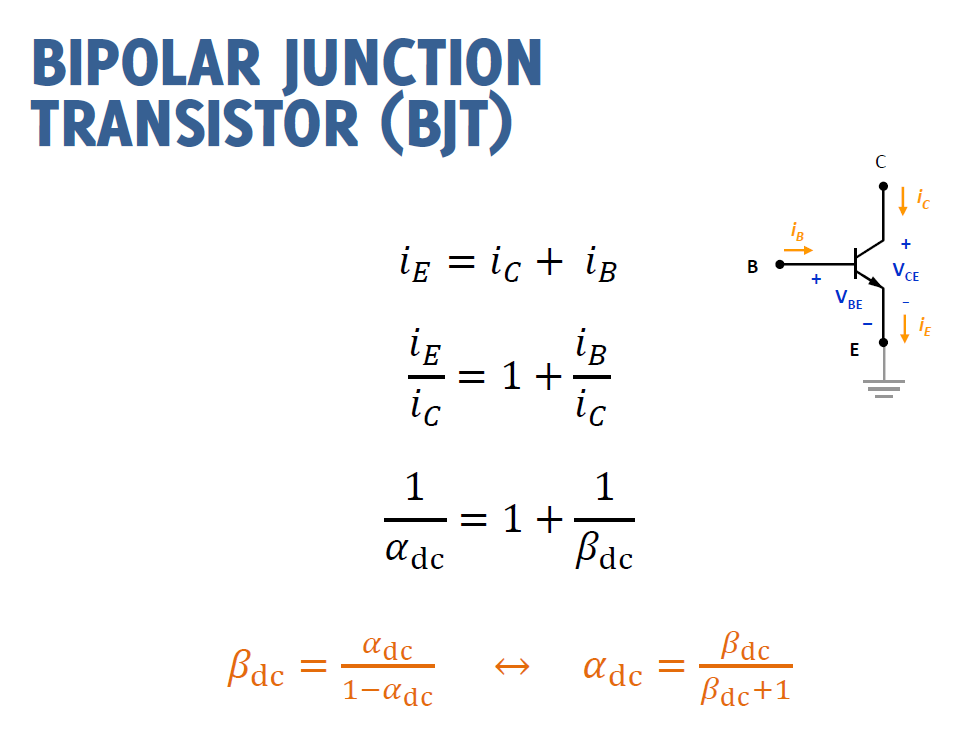 BIPOLAR JUNCTION
TRANSISTOR (BJT)
i_E = i_C + i_B
i_E/i_C = 1 + i_B/i_C
1/α_dc = 1 + 1/β_dc
β_dc = α_dc/(1−α_dc) ↔ α_dc = β_dc/(β_dc+1)
C
i_C
i_B
+
B
+
V_CE
V_BE
−
−
i_E
E